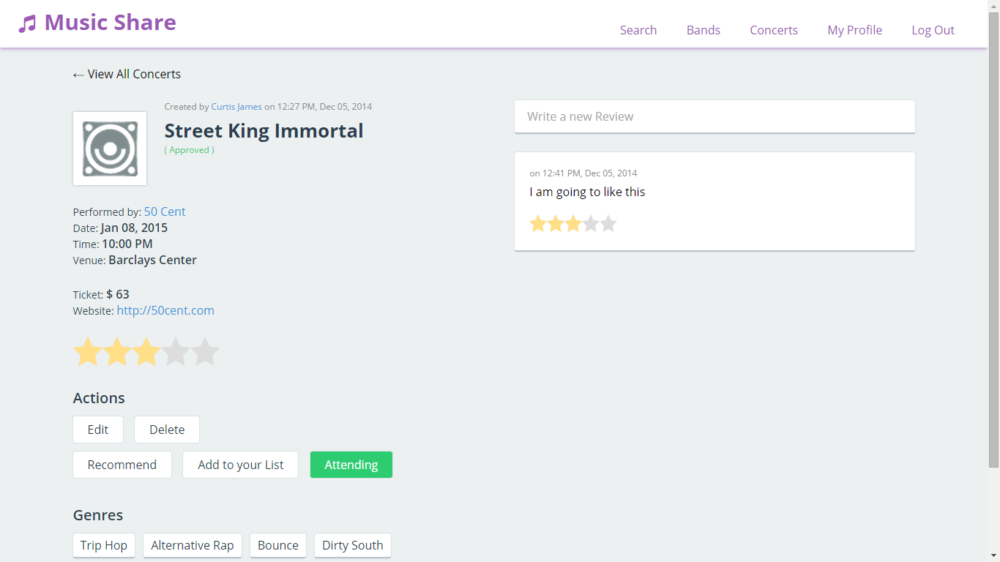 Music Share
Search Bands Concerts My Profile Log Out
← View All Concerts
Created by Curtis James on 12:27 PM, Dec 05, 2014
Street King Immortal
( Approved )
Performed by: 50 Cent
Date: Jan 08, 2015
Time: 10:00 PM
Venue: Barclays Center
Ticket: $ 63
Website: http://50cent.com
Actions
Edit Delete
Recommend Add to your List Attending
Genres
Trip Hop Alternative Rap Bounce Dirty South
Write a new Review
on 12:41 PM, Dec 05, 2014
I am going to like this